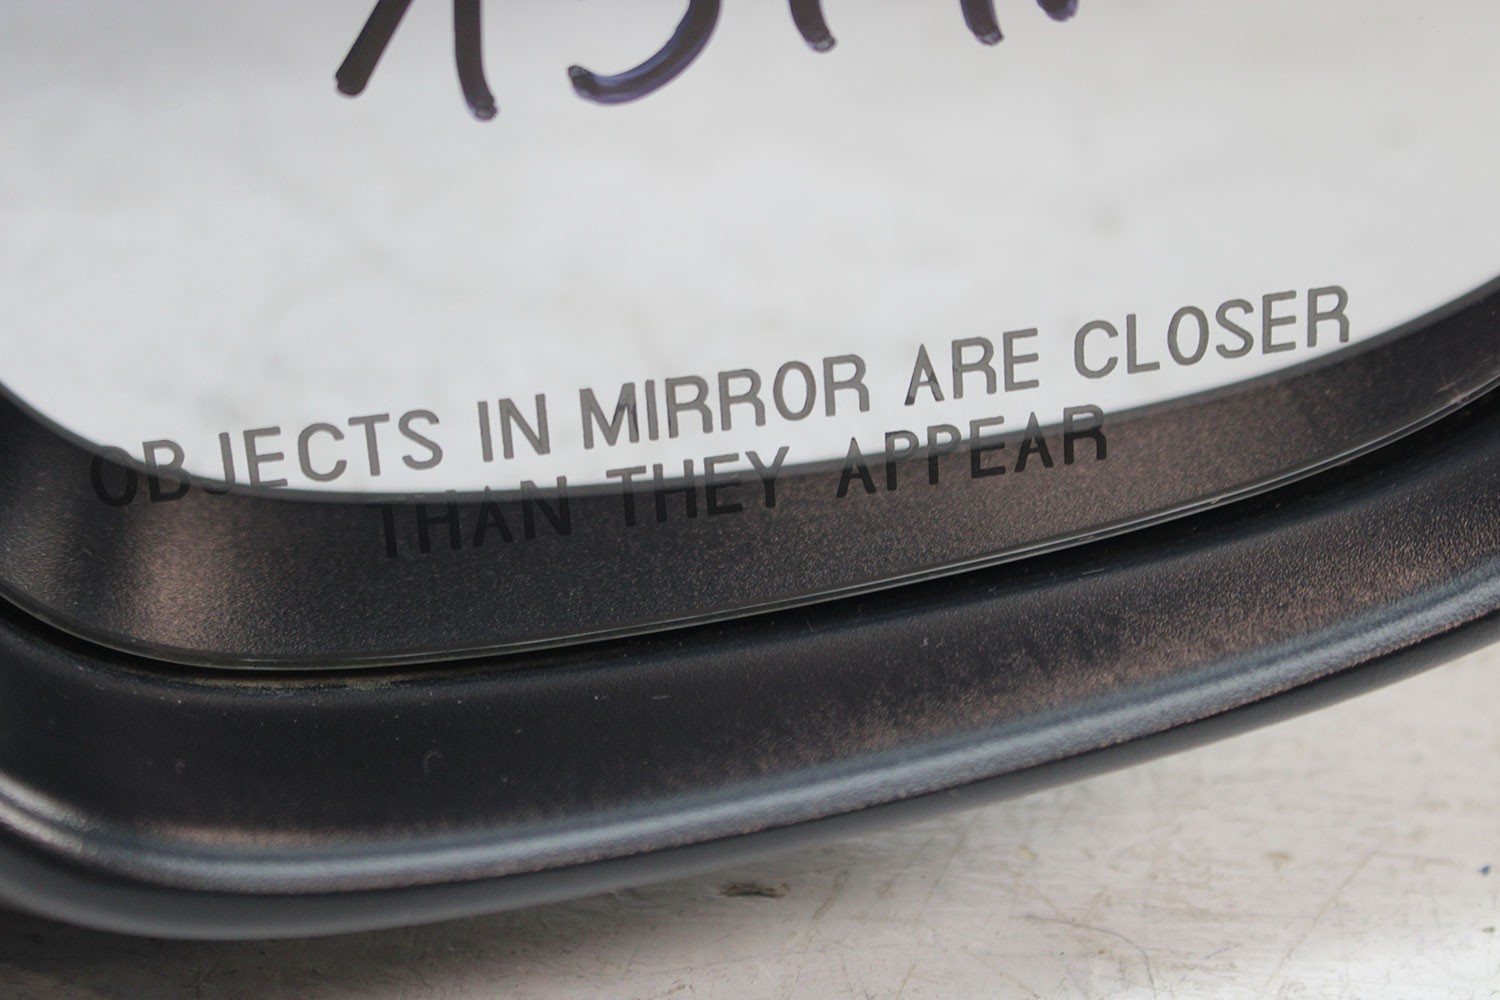 OBJECTS IN MIRROR ARE CLOSER
THAN THEY APPEAR